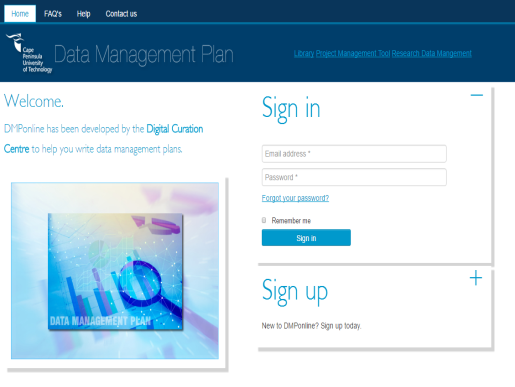 Home FAQ's Help Contact us
Cape
Peninsula
University
of Technology
Data Management Plan
Library Project Management Tool Research Data Mangement
Welcome.
DMPonline has been developed by the Digital Curation
Centre to help you write data management plans.
DATA MANAGEMENT PLAN
Sign in
Email address *
Password *
Forgot your password?
Remember me
Sign in
Sign up
New to DMPonline? Sign up today.